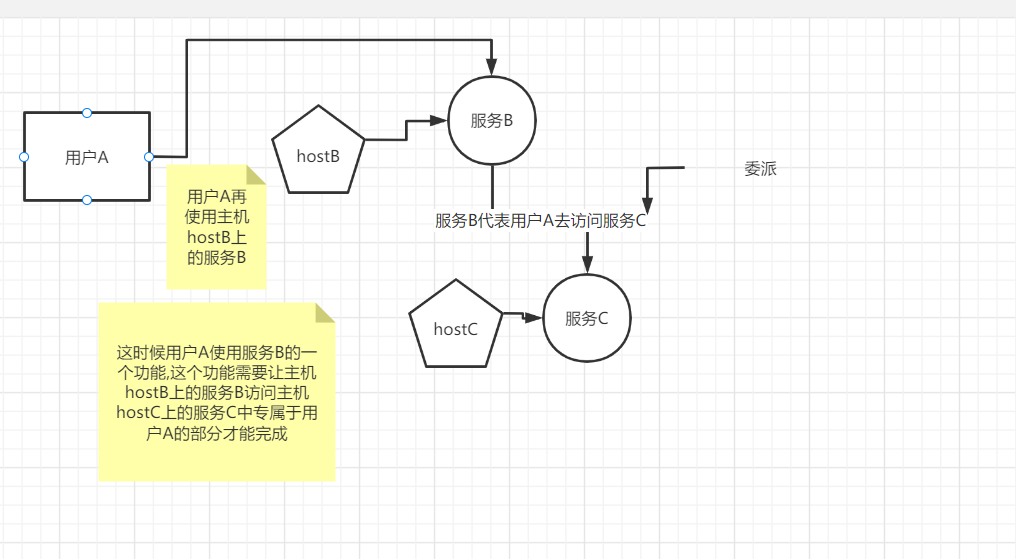 用户A
hostB
服务B
委派
用户A再
使用主机
hostB上
的服务B
服务B代表用户A去访问服务C
hostC
服务C
这时候用户A使用服务B的一
个功能,这个功能需要让主机
hostB上的服务B访问主机
hostC上的服务C中专属于用
户A的部分才能完成